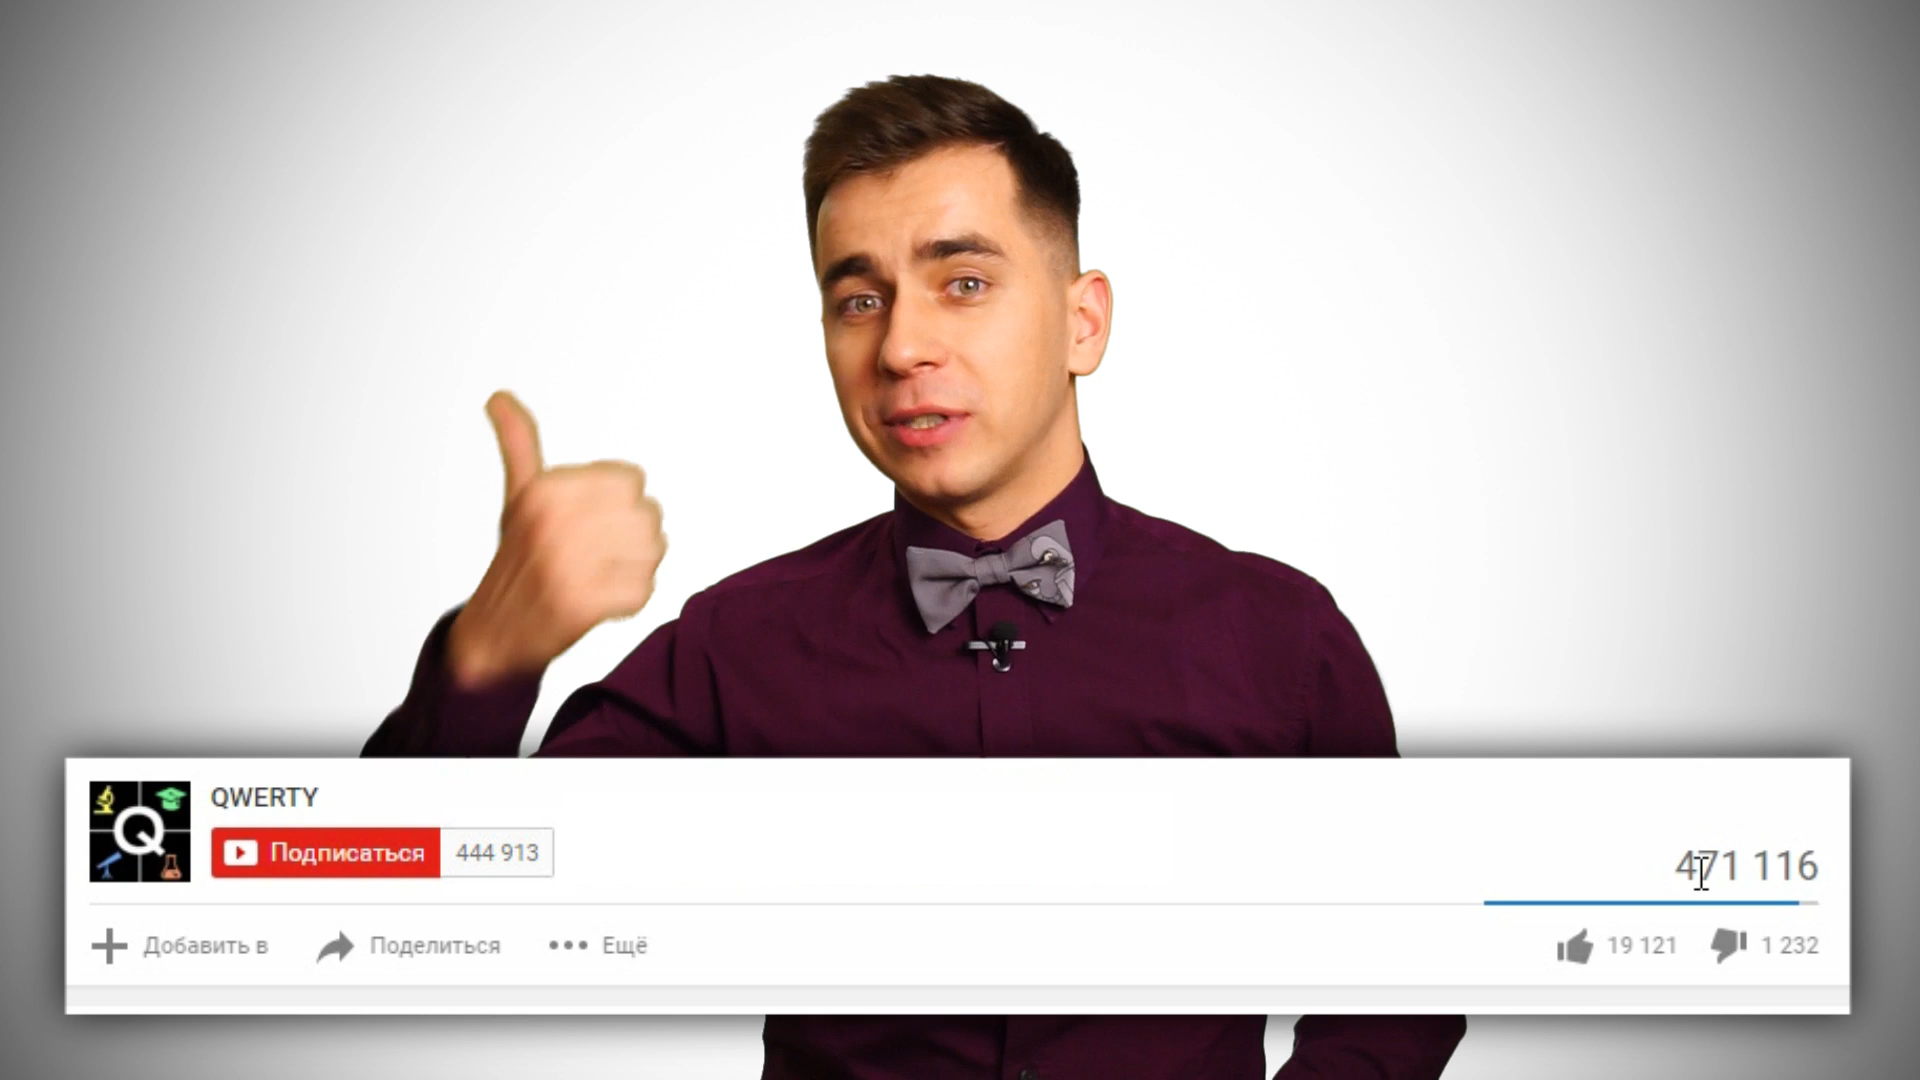 Q
QWERTY
Подписаться 444 913
471 116
Добавить в Поделиться Ещё 19 121 1 232